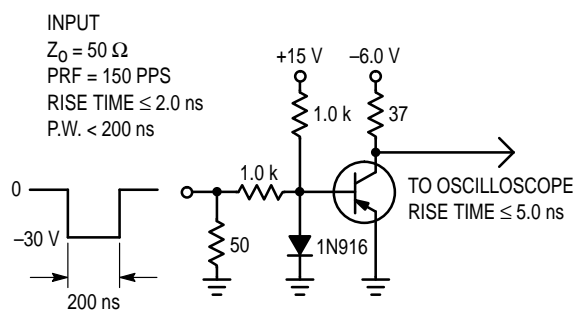 INPUT
Z₀ = 50 Ω
PRF = 150 PPS
RISE TIME ≤ 2.0 ns
P.W. < 200 ns
+15 V
–6.0 V
1.0 k
37
1.0 k
0
TO OSCILLOSCOPE
RISE TIME ≤ 5.0 ns
–30 V
50
1N916
200 ns